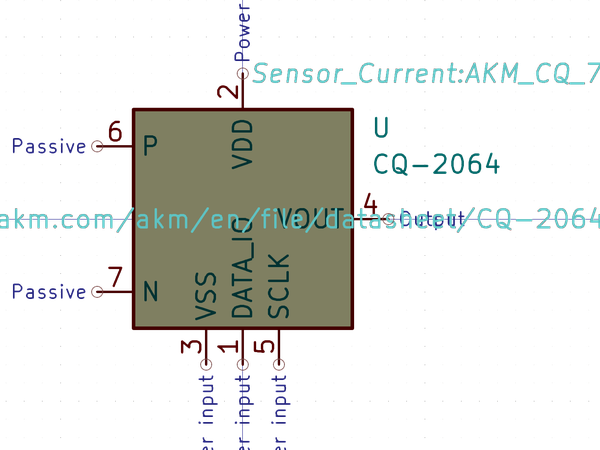 Power
Sensor_Current:AKM_CQ_7
2
U
CQ-2064
6
Passive
P
VDD
4
akm.com/akm/en/file/datasheet/CQ-2064
VOUT
Output
7
Passive
N
VSS
DATA_IO
SCLK
3
1
5
er input
er input
er input